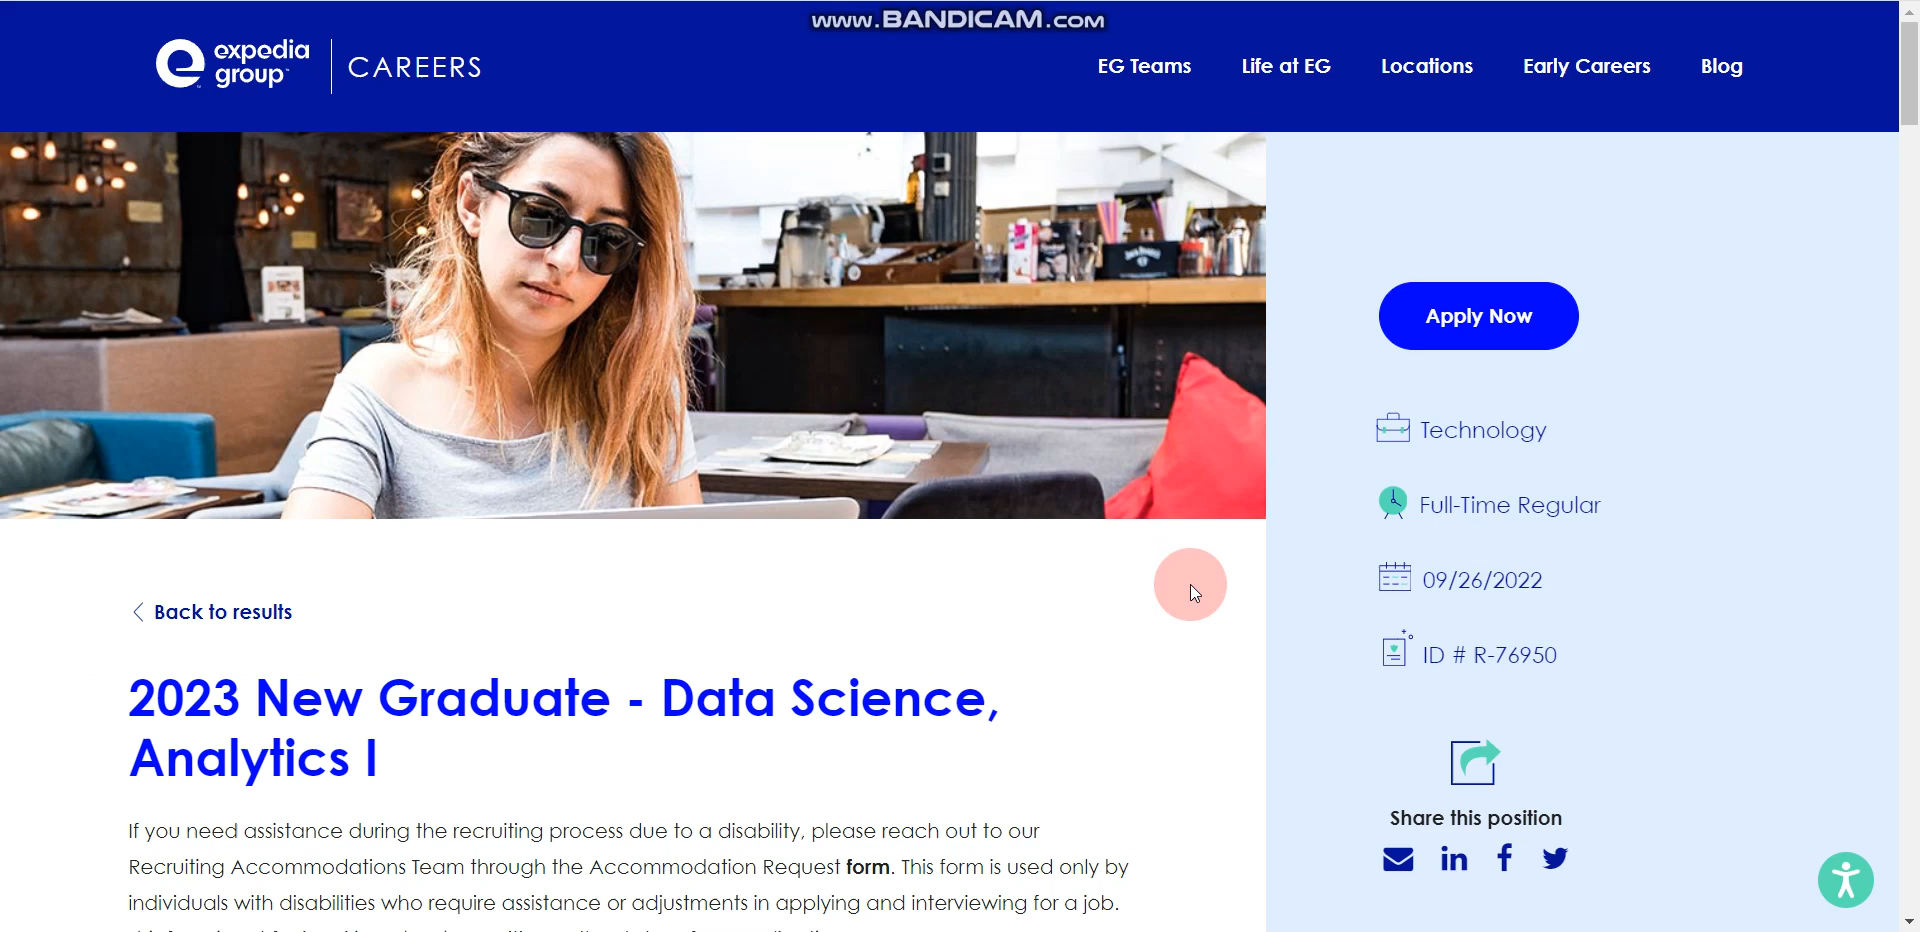 www.BANDICAM.com
expedia group™
CAREERS
EG Teams
Life at EG
Locations
Early Careers
Blog
Apply Now
Technology
Full-Time Regular
09/26/2022
ID # R-76950
Share this position
Back to results
2023 New Graduate - Data Science,
Analytics I
If you need assistance during the recruiting process due to a disability, please reach out to our
Recruiting Accommodations Team through the Accommodation Request form. This form is used only by
individuals with disabilities who require assistance or adjustments in applying and interviewing for a job.